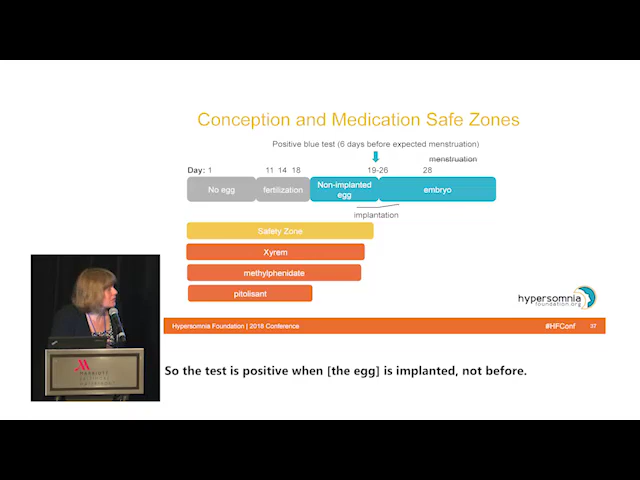 Conception and Medication Safe Zones
Positive blue test (6 days before expected menstruation)
menstruation
Day: 1 11 14 18 19-26 28
No egg fertilization Non-implanted egg embryo
implantation
Safety Zone
Xyrem
methylphenidate
pitolisant
hypersomnia
foundation.org
Hypersomnia Foundation | 2018 Conference #HFConf 37
MARRIOTT
So the test is positive when [the egg] is implanted, not before.